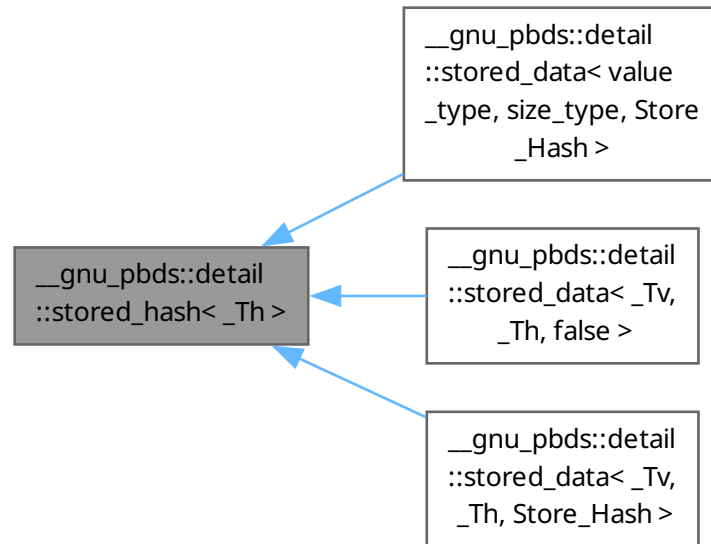 __gnu_pbds::detail
::stored_data< value
_type, size_type, Store
_Hash >
__gnu_pbds::detail
::stored_hash< _Th >
__gnu_pbds::detail
::stored_data< _Tv,
_Th, false >
__gnu_pbds::detail
::stored_data< _Tv,
_Th, Store_Hash >